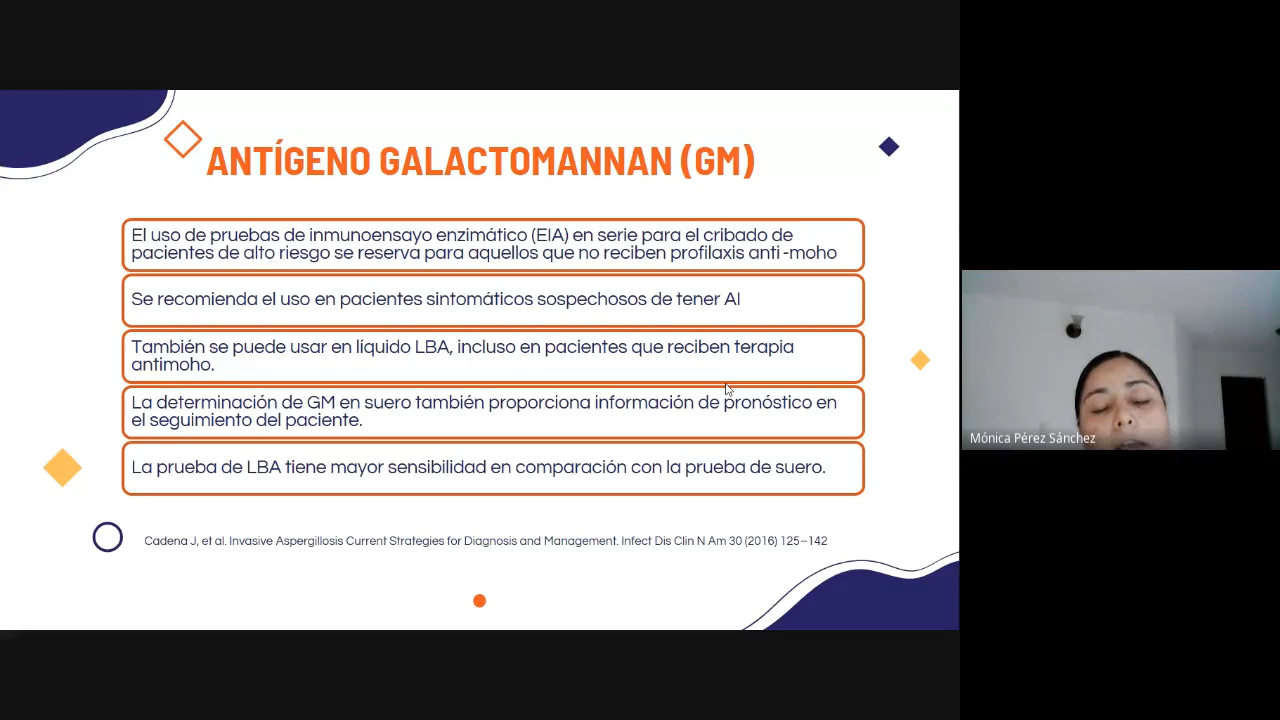 ANTÍGENO GALACTOMANNAN (GM)
El uso de pruebas de inmunoensayo enzimático (EIA) en serie para el cribado de
pacientes de alto riesgo se reserva para aquellos que no reciben profilaxis anti-moho
Se recomienda el uso en pacientes sintomáticos sospechosos de tener AI
También se puede usar en líquido LBA, incluso en pacientes que reciben terapia
antimoho.
La determinación de GM en suero también proporciona información de pronóstico en
el seguimiento del paciente.
La prueba de LBA tiene mayor sensibilidad en comparación con la prueba de suero.
Cadena J, et al. Invasive Aspergillosis Current Strategies for Diagnosis and Management. Infect Dis Clin N Am 30 (2016) 125–142
Mónica Pérez Sánchez